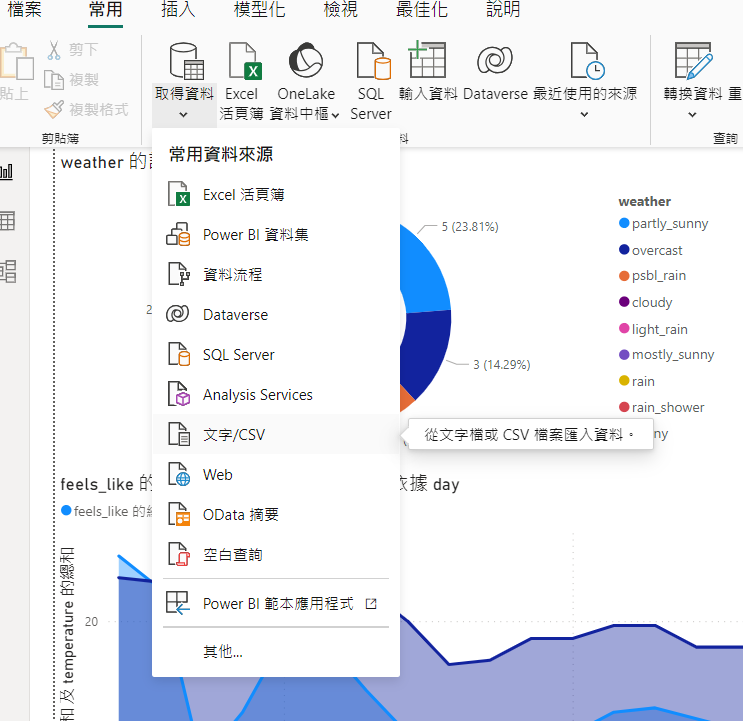 檔案 常用 插入 模型化 檢視 最佳化 說明
貼上
剪下
複製
複製格式
剪貼簿
取得資料
Excel
活頁簿
OneLake
資料中樞
SQL
Server
輸入資料
Dataverse
最近使用的來源
轉換資料
重
查詢
料
常用資料來源
Excel 活頁簿
Power BI 資料集
資料流程
Dataverse
SQL Server
Analysis Services
文字/CSV
Web
OData 摘要
空白查詢
Power BI 範本應用程式
其他...
從文字檔或 CSV 檔案匯入資料。
weather 的
2
5 (23.81%)
3 (14.29%)
weather
partly_sunny
overcast
psbl_rain
cloudy
light_rain
mostly_sunny
rain
rain_shower
ny
feels_like 的
依據 day
feels_like 的總
和 及 temperature 的總和
20